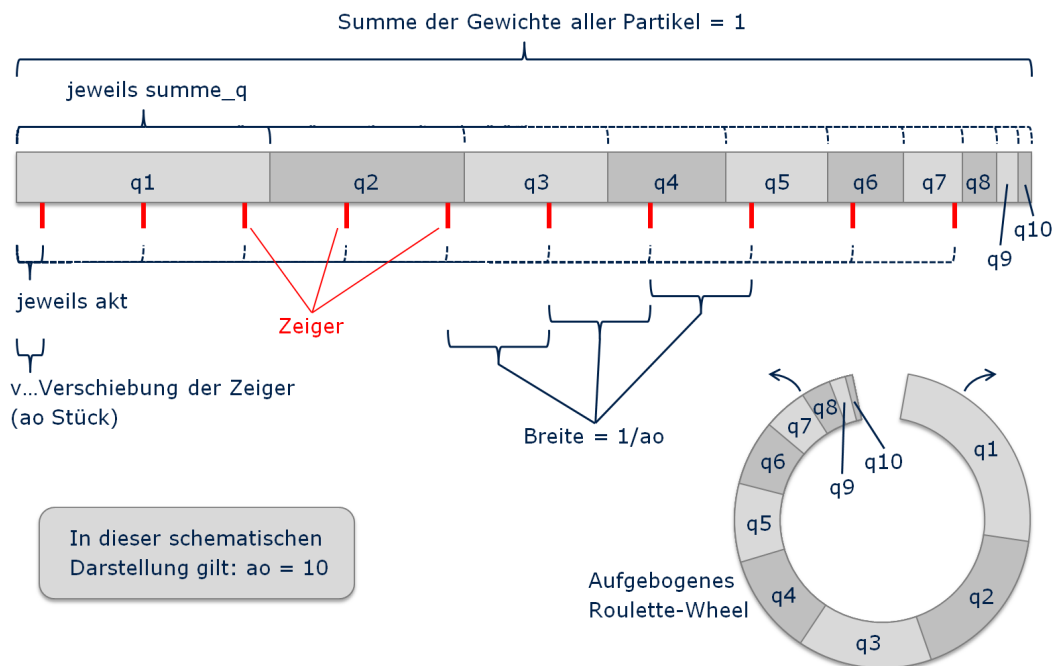 Summe der Gewichte aller Partikel = 1
jeweils summe_q
q1
q2
q3
q4
q5
q6
q7
q8
q9
q10
jeweils akt
Zeiger
v...Verschiebung der Zeiger
(ao Stück)
Breite = 1/ao
In dieser schematischen
Darstellung gilt: ao = 10
Aufgebogenes
Roulette-Wheel
q1
q2
q3
q4
q5
q6
q7
q8
q9
q10